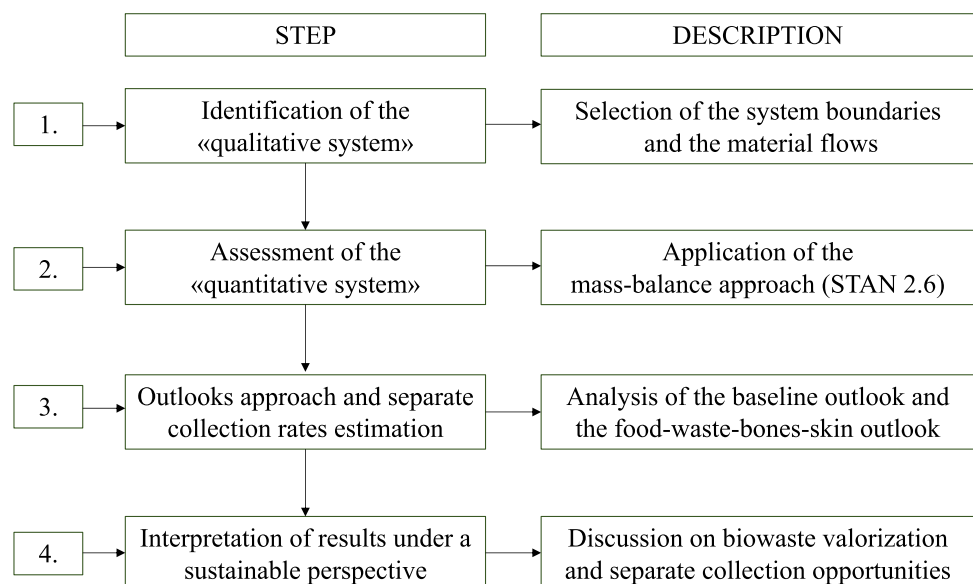 STEP
DESCRIPTION
1.
Identification of the
«qualitative system»
Selection of the system boundaries
and the material flows
2.
Assessment of the
«quantitative system»
Application of the
mass-balance approach (STAN 2.6)
3.
Outlooks approach and separate
collection rates estimation
Analysis of the baseline outlook and
the food-waste-bones-skin outlook
4.
Interpretation of results under a
sustainable perspective
Discussion on biowaste valorization
and separate collection opportunities